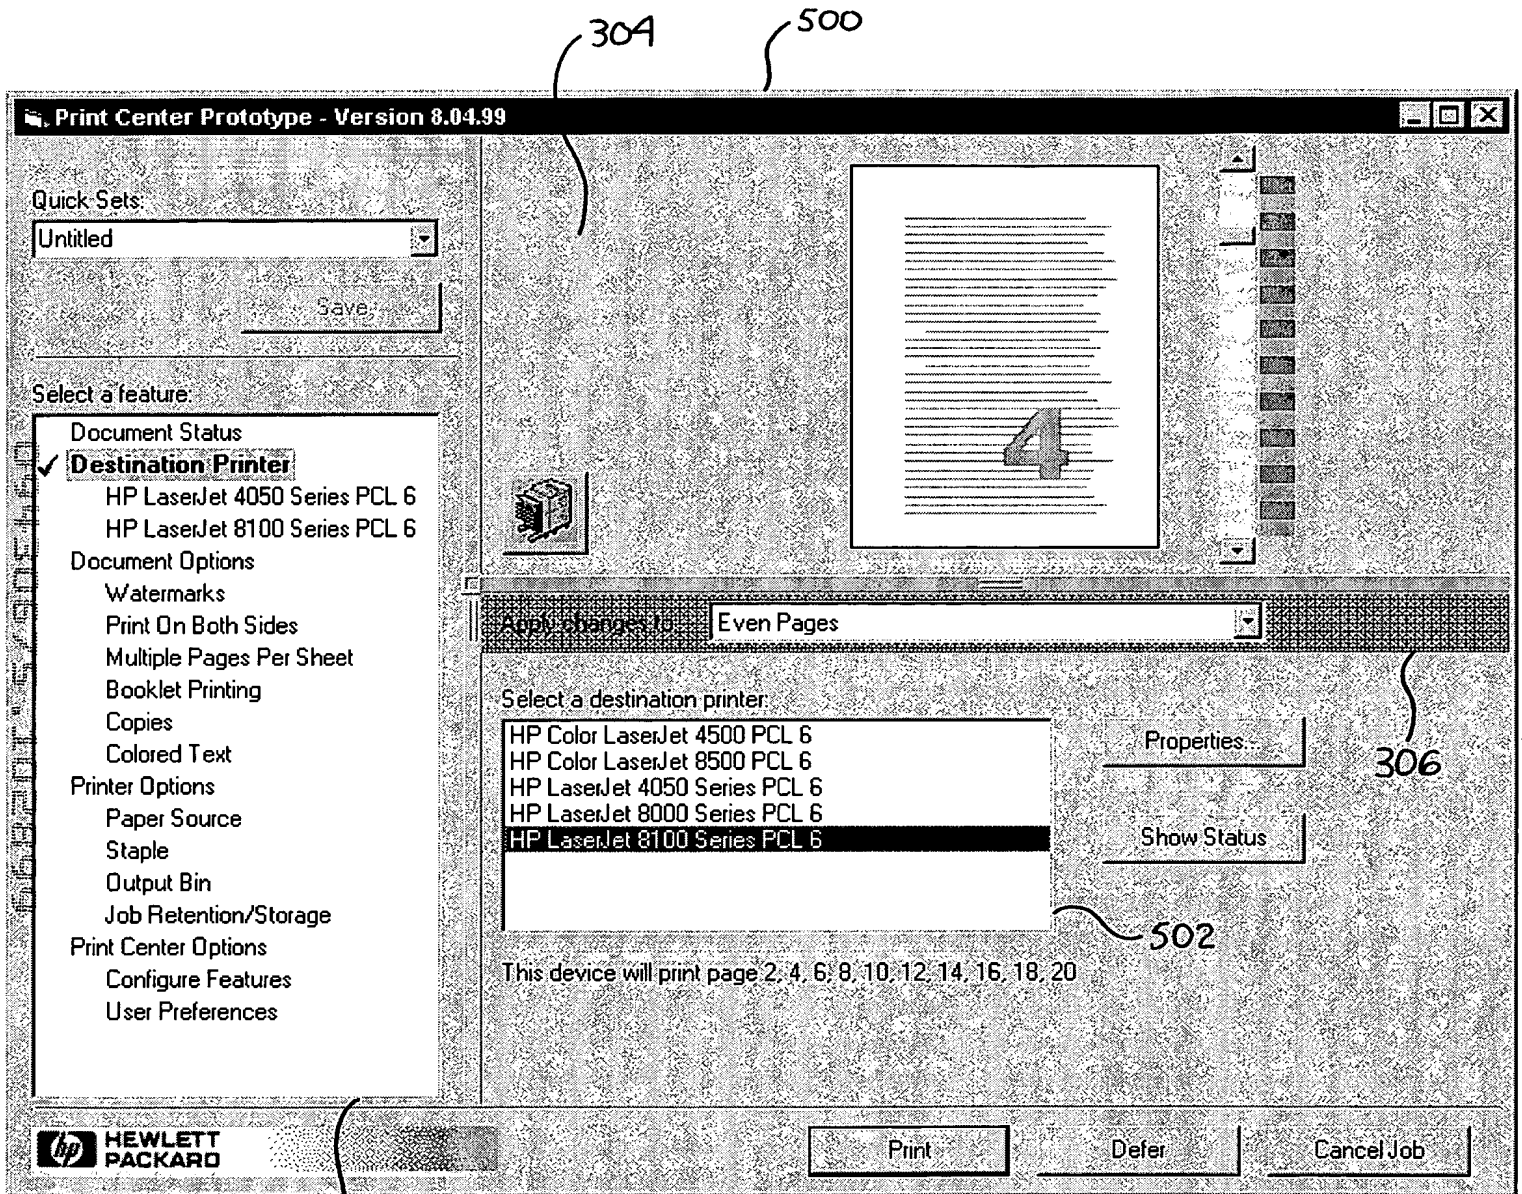 304
500
Print Center Prototype - Version 8.04.99
Quick Sets:
Untitled
Save
Select a feature:
Document Status
Destination Printer
HP LaserJet 4050 Series PCL 6
HP LaserJet 8100 Series PCL 6
Document Options
Watermarks
Print On Both Sides
Multiple Pages Per Sheet
Booklet Printing
Copies
Colored Text
Printer Options
Paper Source
Staple
Output Bin
Job Retention/Storage
Print Center Options
Configure Features
User Preferences
4
Apply changes to Even Pages
306
Select a destination printer:
HP Color LaserJet 4500 PCL 6
HP Color LaserJet 8500 PCL 6
HP LaserJet 4050 Series PCL 6
HP LaserJet 8000 Series PCL 6
HP LaserJet 8100 Series PCL 6
Properties...
Show Status
502
This device will print page 2, 4, 6, 8, 10, 12, 14, 16, 18, 20
hp HEWLETT
PACKARD
Print
Defer
Cancel Job